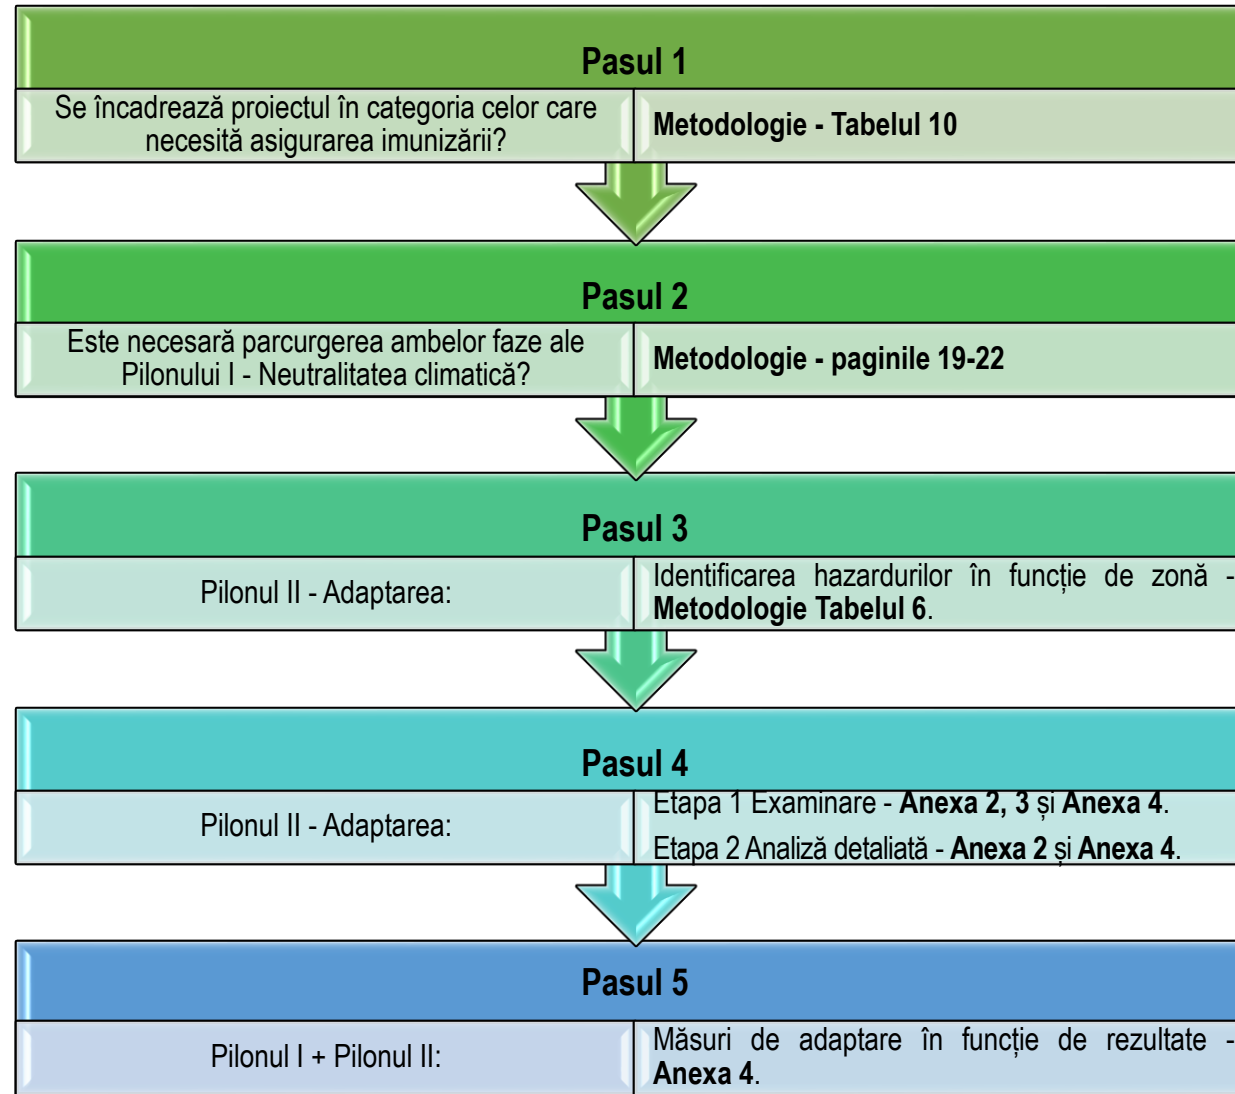 Pasul 1
Se încadrează proiectul în categoria celor care
necesită asigurarea imunizării?
Metodologie - Tabelul 10
Pasul 2
Este necesară parcurgerea ambelor faze ale
Pilonului I - Neutralitatea climatică?
Metodologie - paginile 19-22
Pasul 3
Pilonul II - Adaptarea:
Identificarea hazardurilor în funcție de zonă -
Metodologie Tabelul 6.
Pasul 4
Pilonul II - Adaptarea:
Etapa 1 Examinare - Anexa 2, 3 și Anexa 4.
Etapa 2 Analiză detaliată - Anexa 2 și Anexa 4.
Pasul 5
Pilonul I + Pilonul II:
Măsuri de adaptare în funcție de rezultate -
Anexa 4.